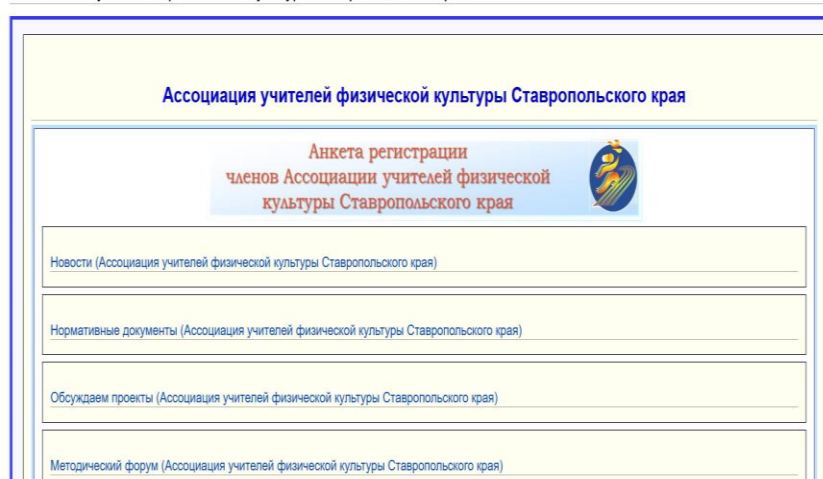 Ассоциация учителей физической культуры Ставропольского края
Анкета регистрации
членов Ассоциации учителей физической
культуры Ставропольского края
Новости (Ассоциация учителей физической культуры Ставропольского края)
Нормативные документы (Ассоциация учителей физической культуры Ставропольского края)
Обсуждаем проекты (Ассоциация учителей физической культуры Ставропольского края)
Методический форум (Ассоциация учителей физической культуры Ставропольского края)